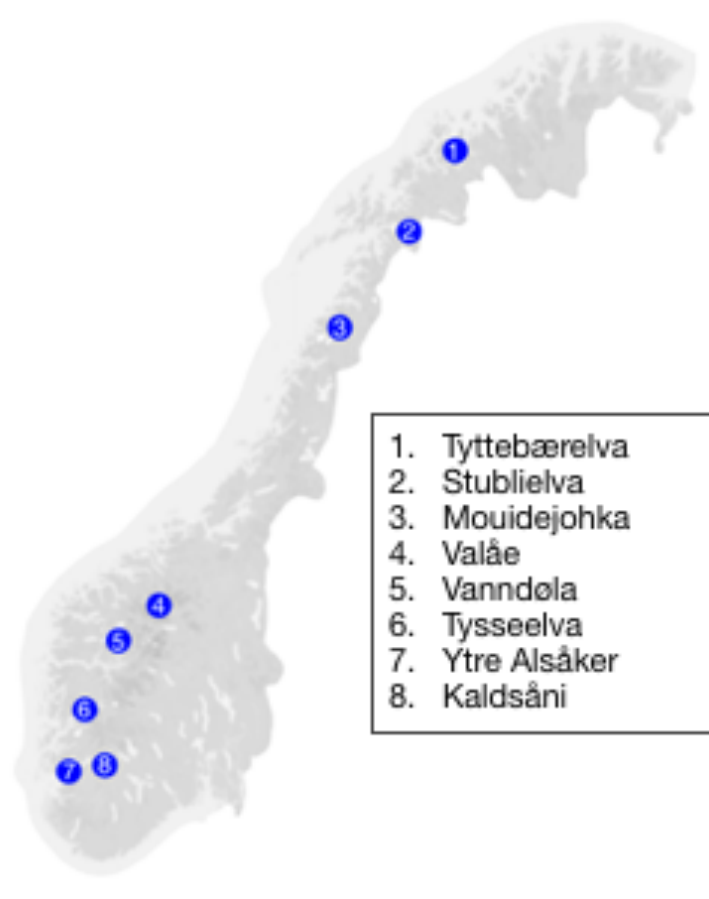 1
2
3
4
5
6
7
8
1. Tyttebærelva
2. Stublielva
3. Mouidejohka
4. Valåe
5. Vanndøla
6. Tysseelva
7. Ytre Alsåker
8. Kaldsåni